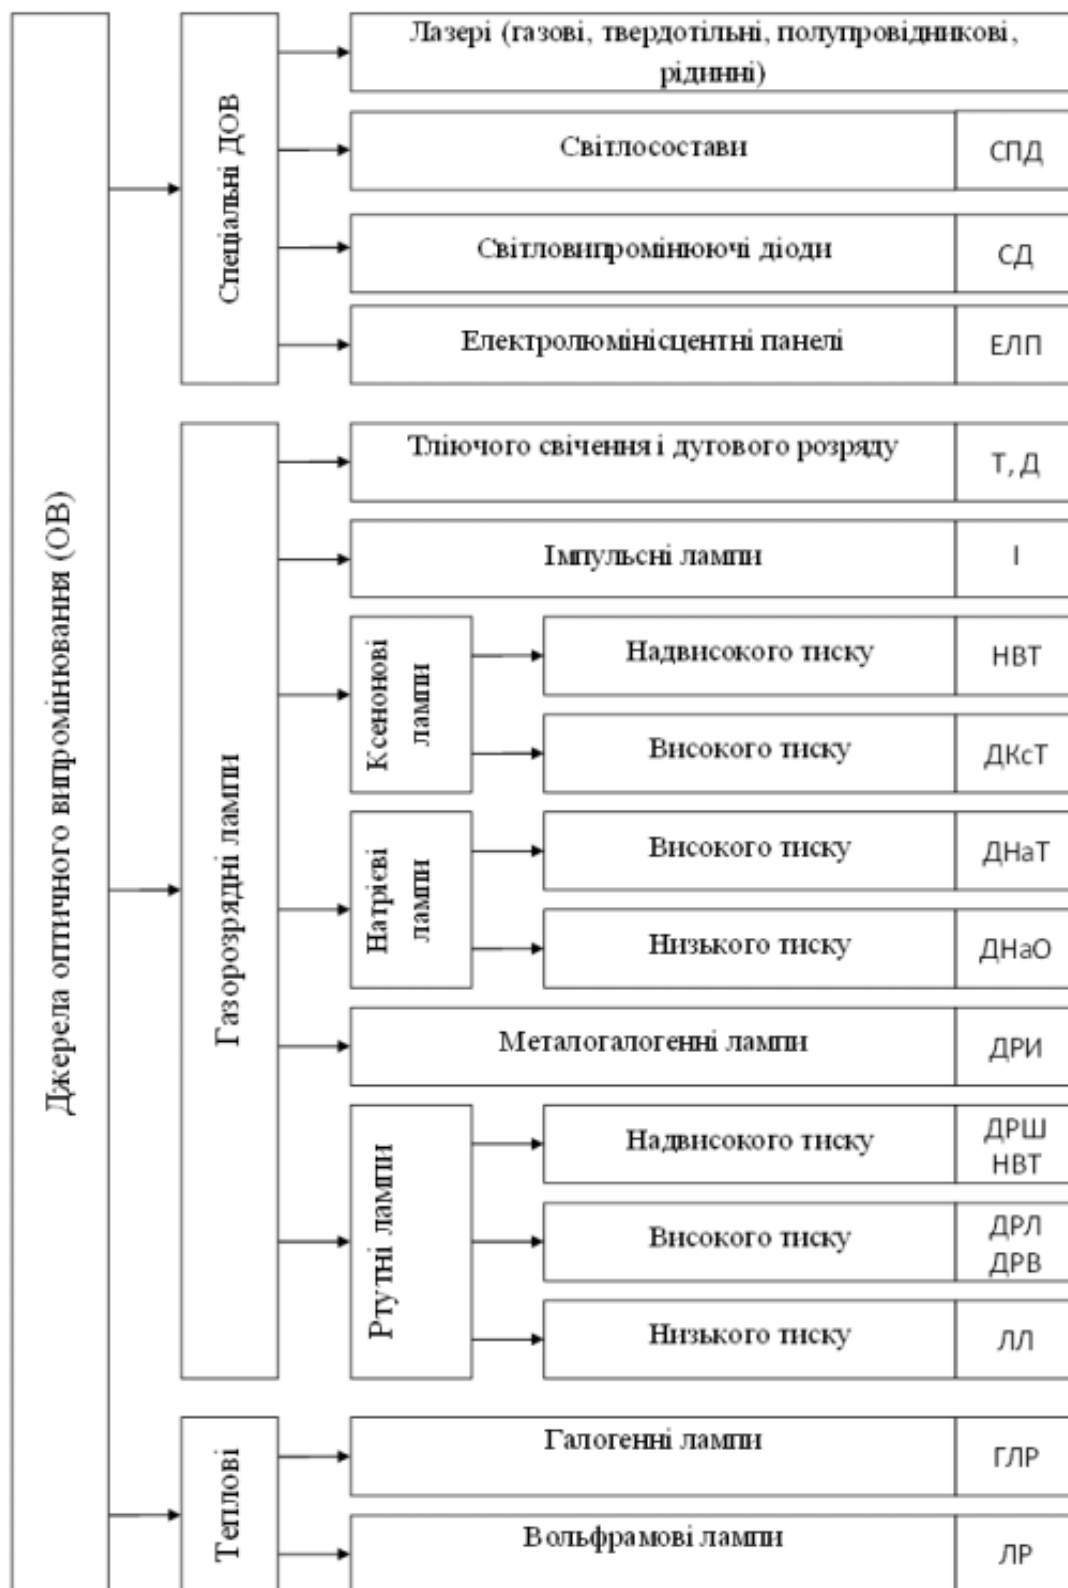 Джерела оптичного випромінювання (ОВ)
Спеціальні ДОВ
Лазері (газові, твердотільні, полупровідникові,
рідинні)
Світлосостави
СПД
Світловипромінюючі діоди
СД
Електролюмінісцентні панелі
ЕЛП
Газорозрядні лампи
Тліючого свічення і дугового розряду
Т, Д
Імпульсні лампи
І
Ксенонові
лампи
Надвисокого тиску
НВТ
Високого тиску
ДКсТ
Натрієві
лампи
Високого тиску
ДНаТ
Низького тиску
ДНаО
Металогалогенні лампи
ДРИ
Ртутні лампи
Надвисокого тиску
ДРШ
НВТ
Високого тиску
ДРЛ
ДРВ
Низького тиску
ЛЛ
Теплові
Галогенні лампи
ГЛР
Вольфрамові лампи
ЛР